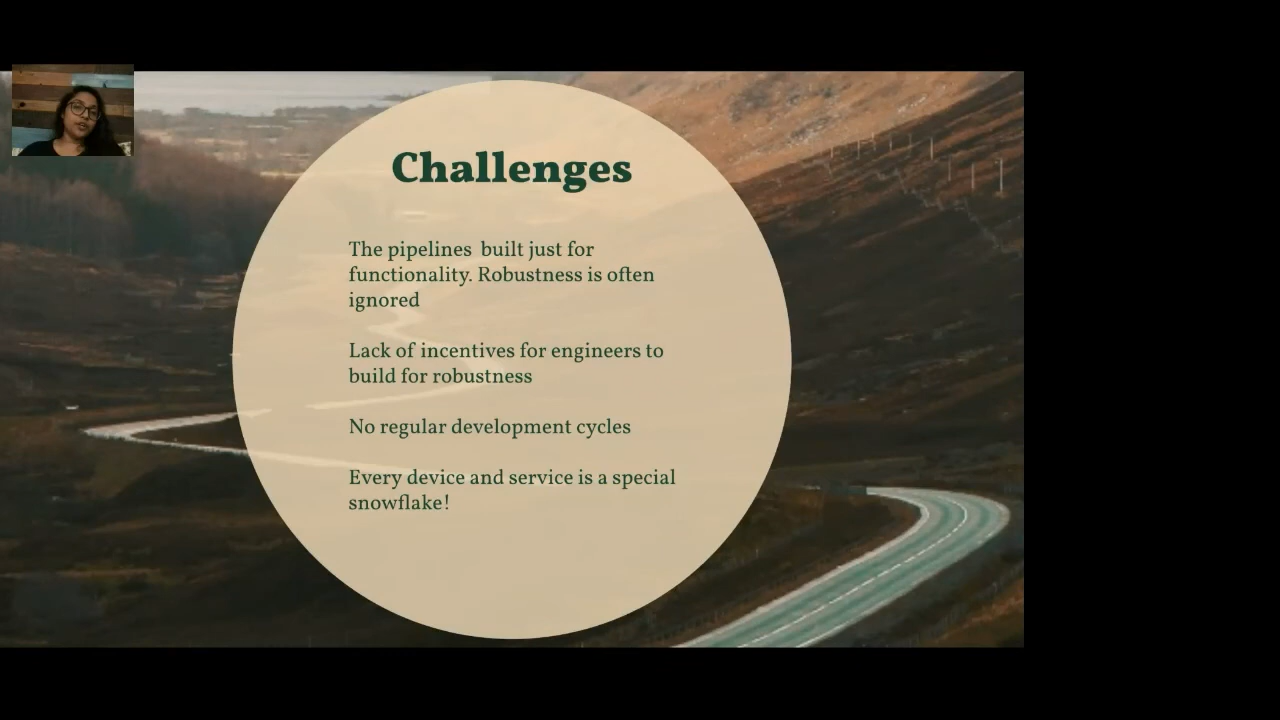 Challenges
The pipelines  built just for
functionality. Robustness is often
ignored
Lack of incentives for engineers to
build for robustness
No regular development cycles
Every device and service is a special
snowflake!